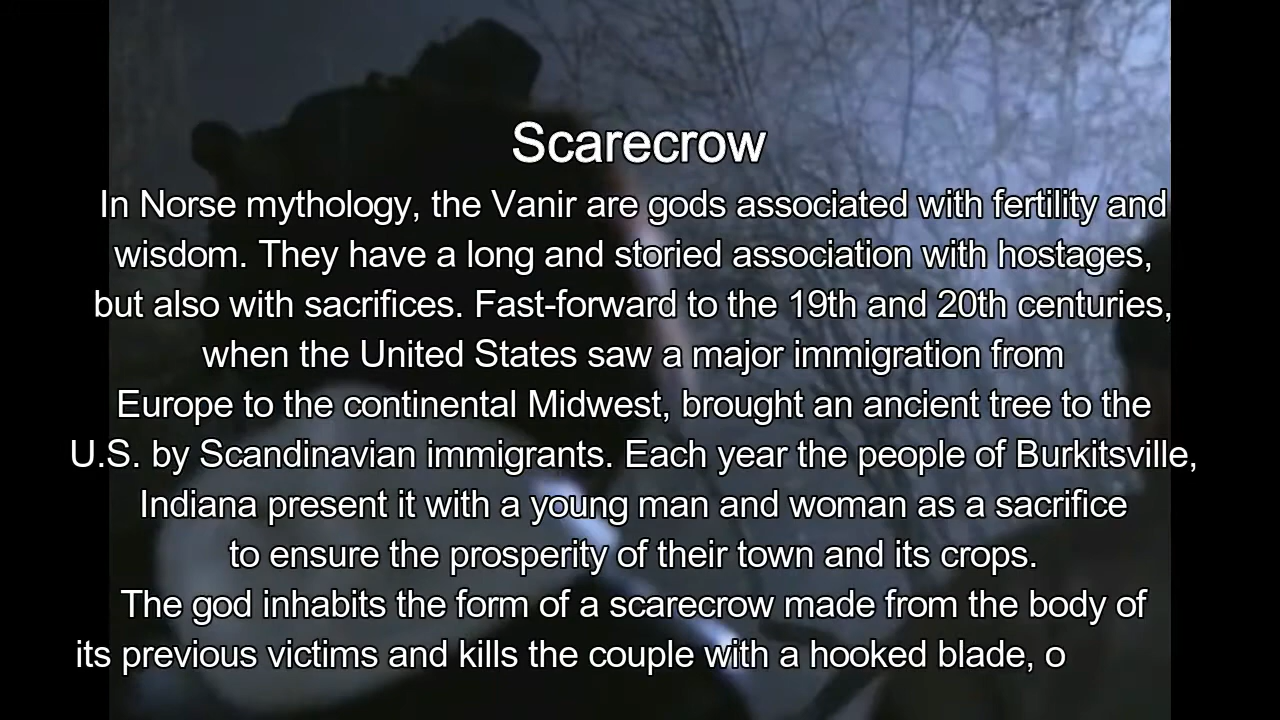 Scarecrow
In Norse mythology, the Vanir are gods associated with fertility and
wisdom. They have a long and storied association with hostages,
but also with sacrifices. Fast-forward to the 19th and 20th centuries,
when the United States saw a major immigration from
Europe to the continental Midwest, brought an ancient tree to the
U.S. by Scandinavian immigrants. Each year the people of Burkitsville,
Indiana present it with a young man and woman as a sacrifice
to ensure the prosperity of their town and its crops.
The god inhabits the form of a scarecrow made from the body of
its previous victims and kills the couple with a hooked blade, o